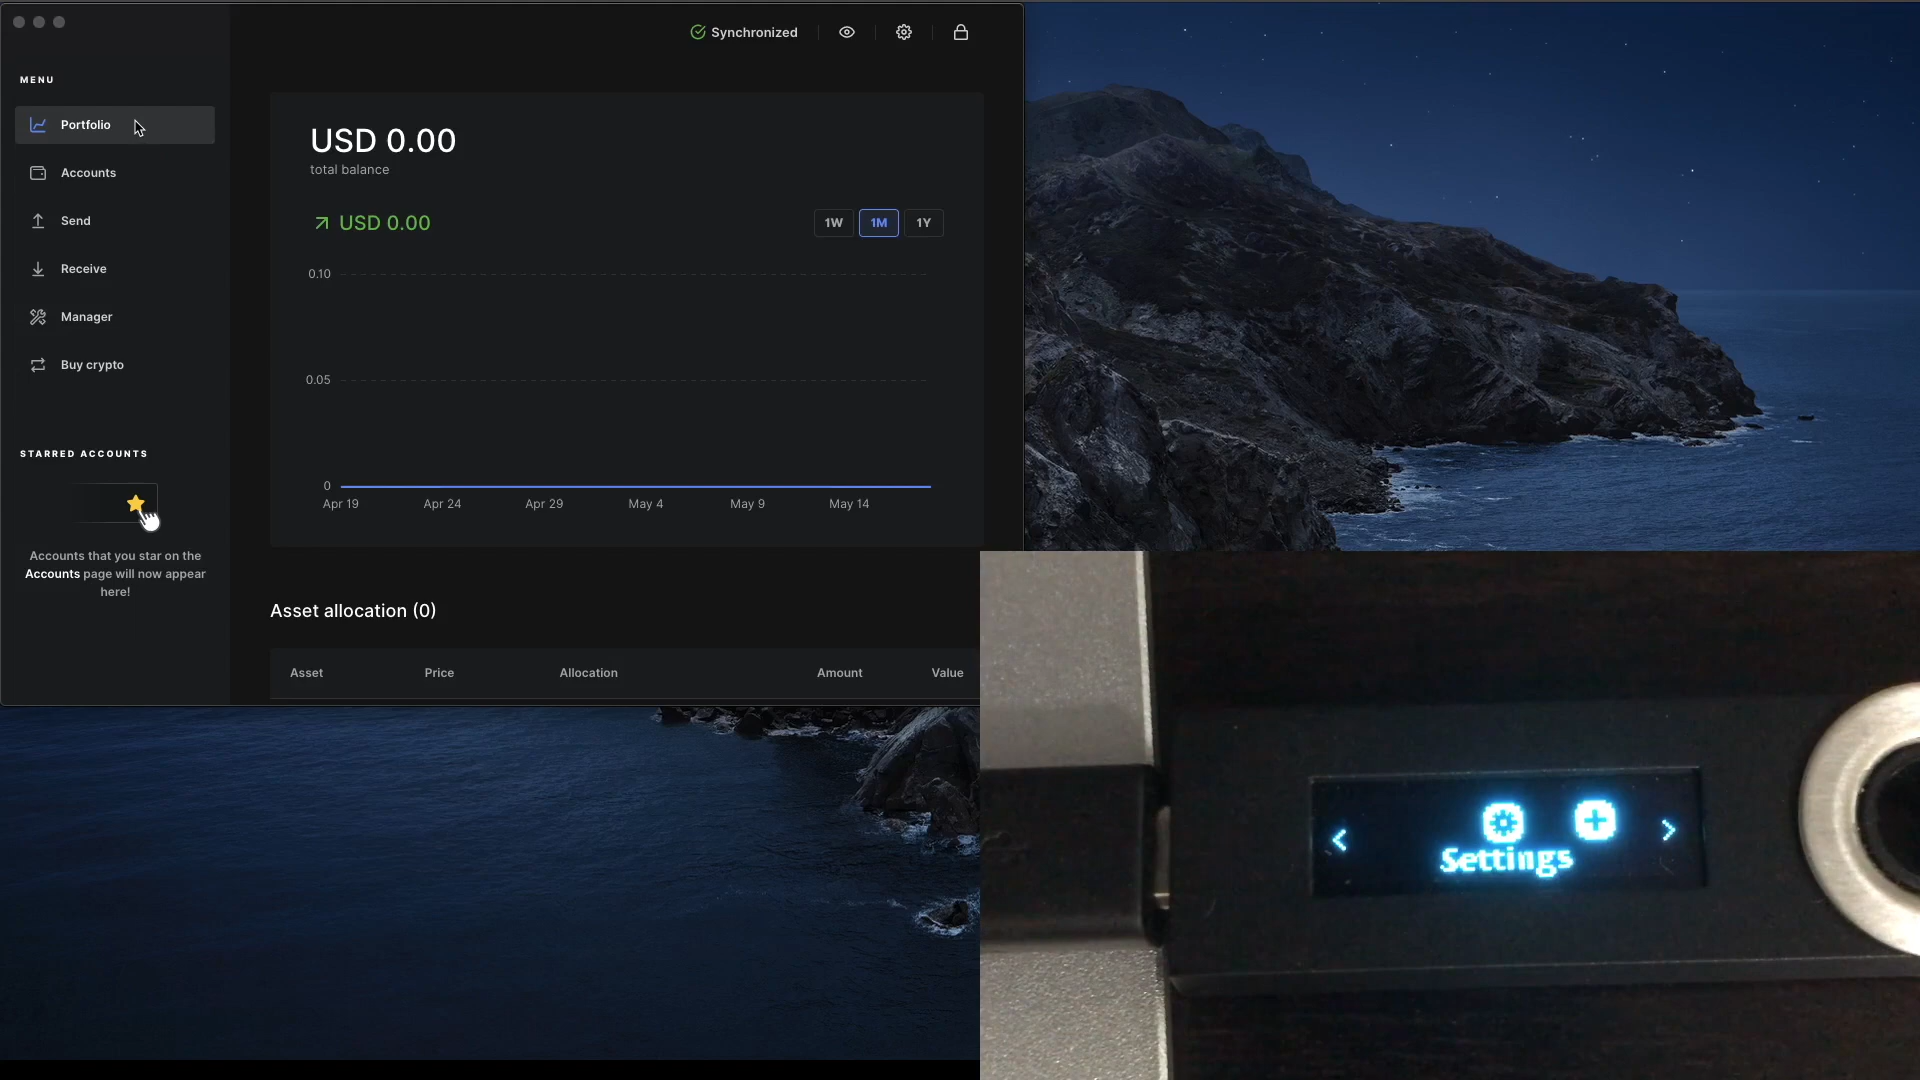 Synchronized
MENU
Portfolio
Accounts
Send
Receive
Manager
Buy crypto
STARRED ACCOUNTS
Accounts that you star on the
Accounts page will now appear
here!
USD 0.00
total balance
USD 0.00
1W 1M 1Y
0.10
0.05
0
Apr 19 Apr 24 Apr 29 May 4 May 9 May 14
Asset allocation (0)
Asset Price Allocation Amount Value
Settings